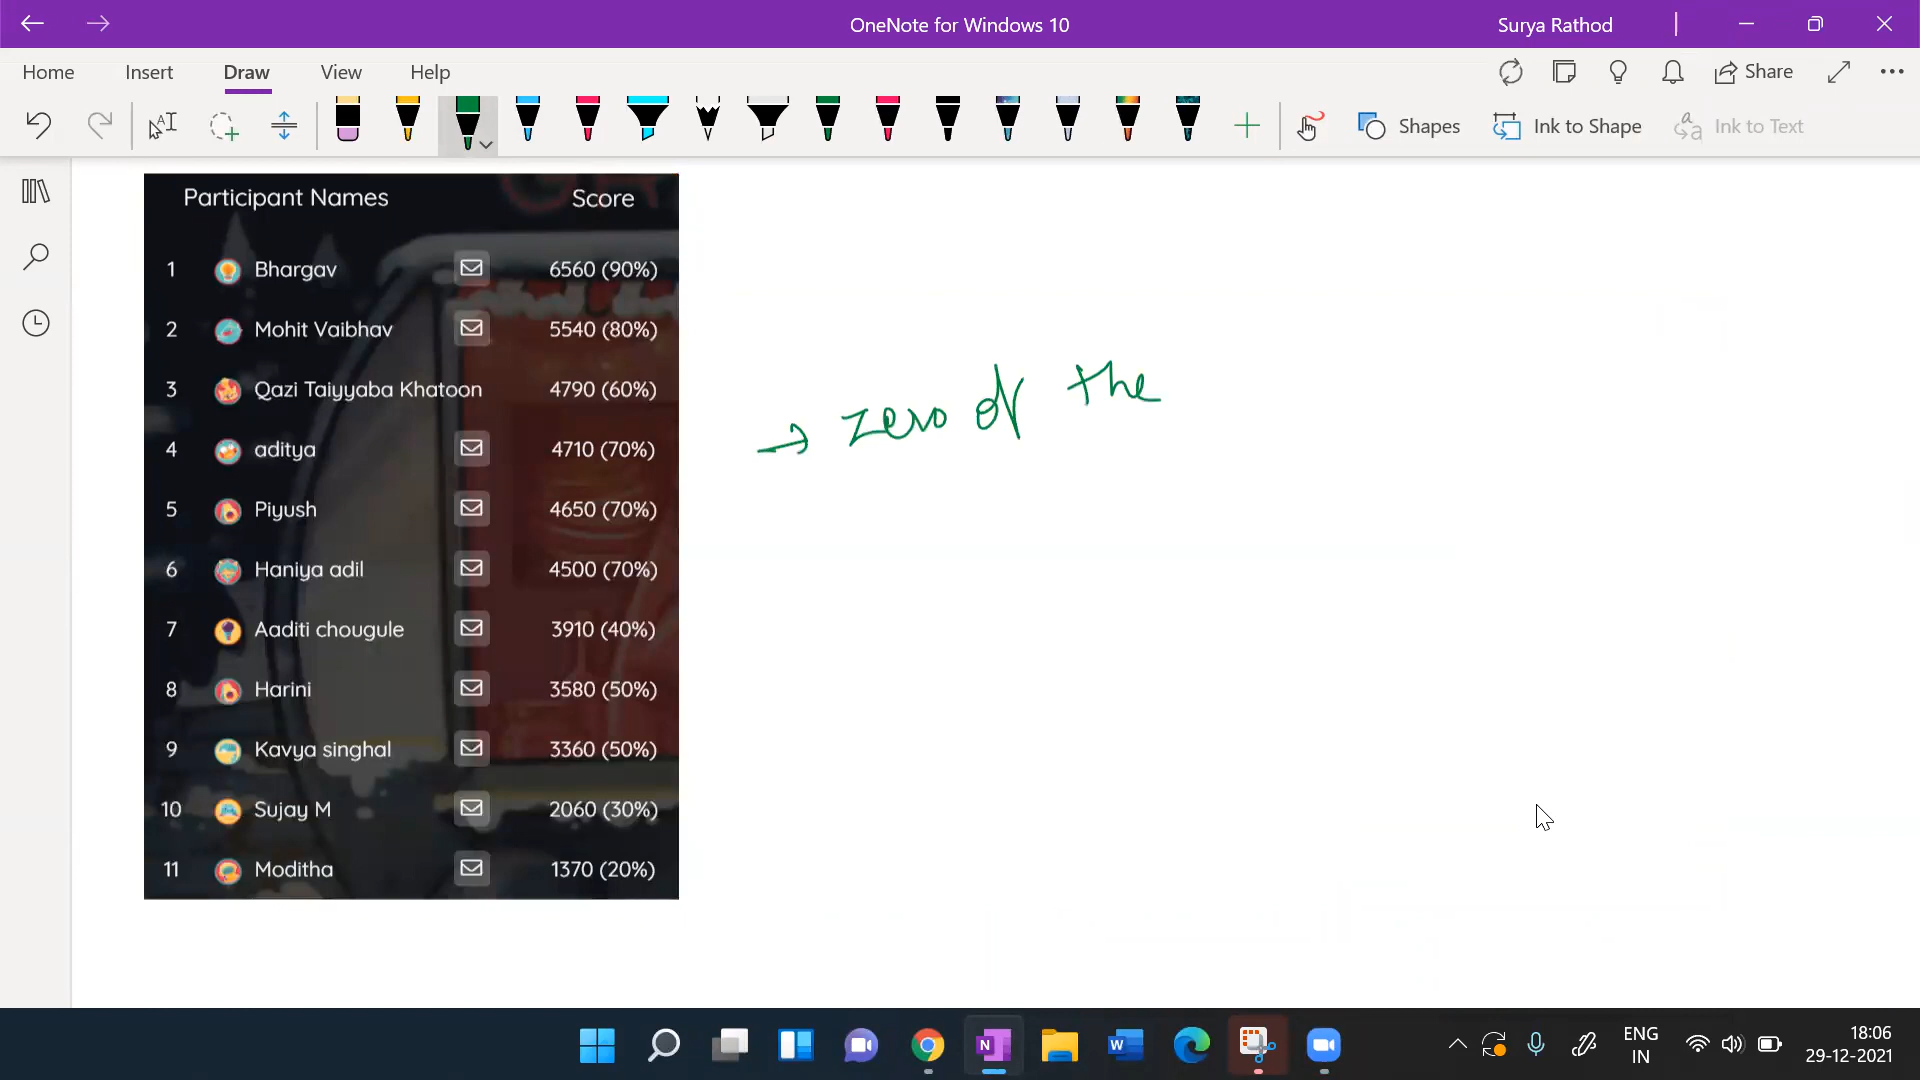 OneNote for Windows 10
Surya Rathod
Home Insert Draw View Help
Share
Shapes Ink to Shape Ink to Text
Participant Names Score
1 Bhargav 6560 (90%)
2 Mohit Vaibhav 5540 (80%)
3 Qazi Taiyyaba Khatoon 4790 (60%)
4 aditya 4710 (70%)
5 Piyush 4650 (70%)
6 Haniya adil 4500 (70%)
7 Aaditi chougule 3910 (40%)
8 Harini 3580 (50%)
9 Kavya singhal 3360 (50%)
10 Sujay M 2060 (30%)
11 Moditha 1370 (20%)
→ zero of the
ENG
IN
18:06
29-12-2021